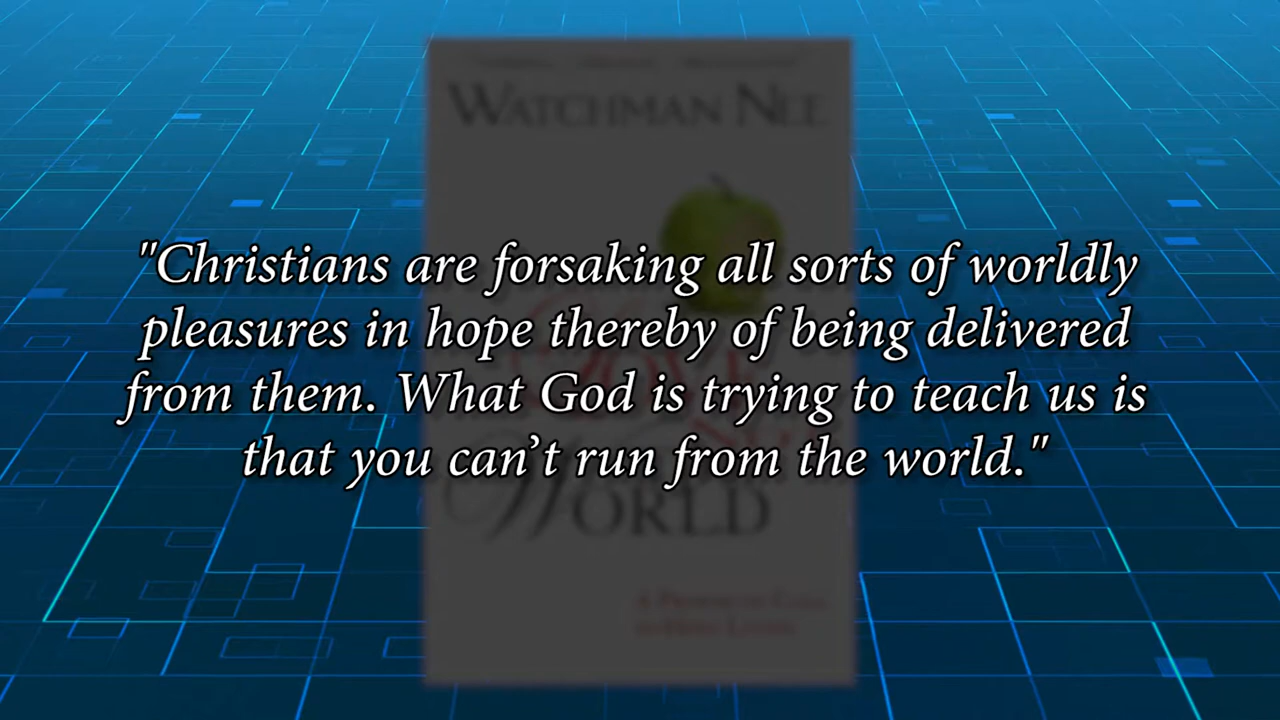 WATCHMAN NEE
"Christians are forsaking all sorts of worldly
pleasures in hope thereby of being delivered
from them. What God is trying to teach us is
that you can’t run from the world."
WORLD